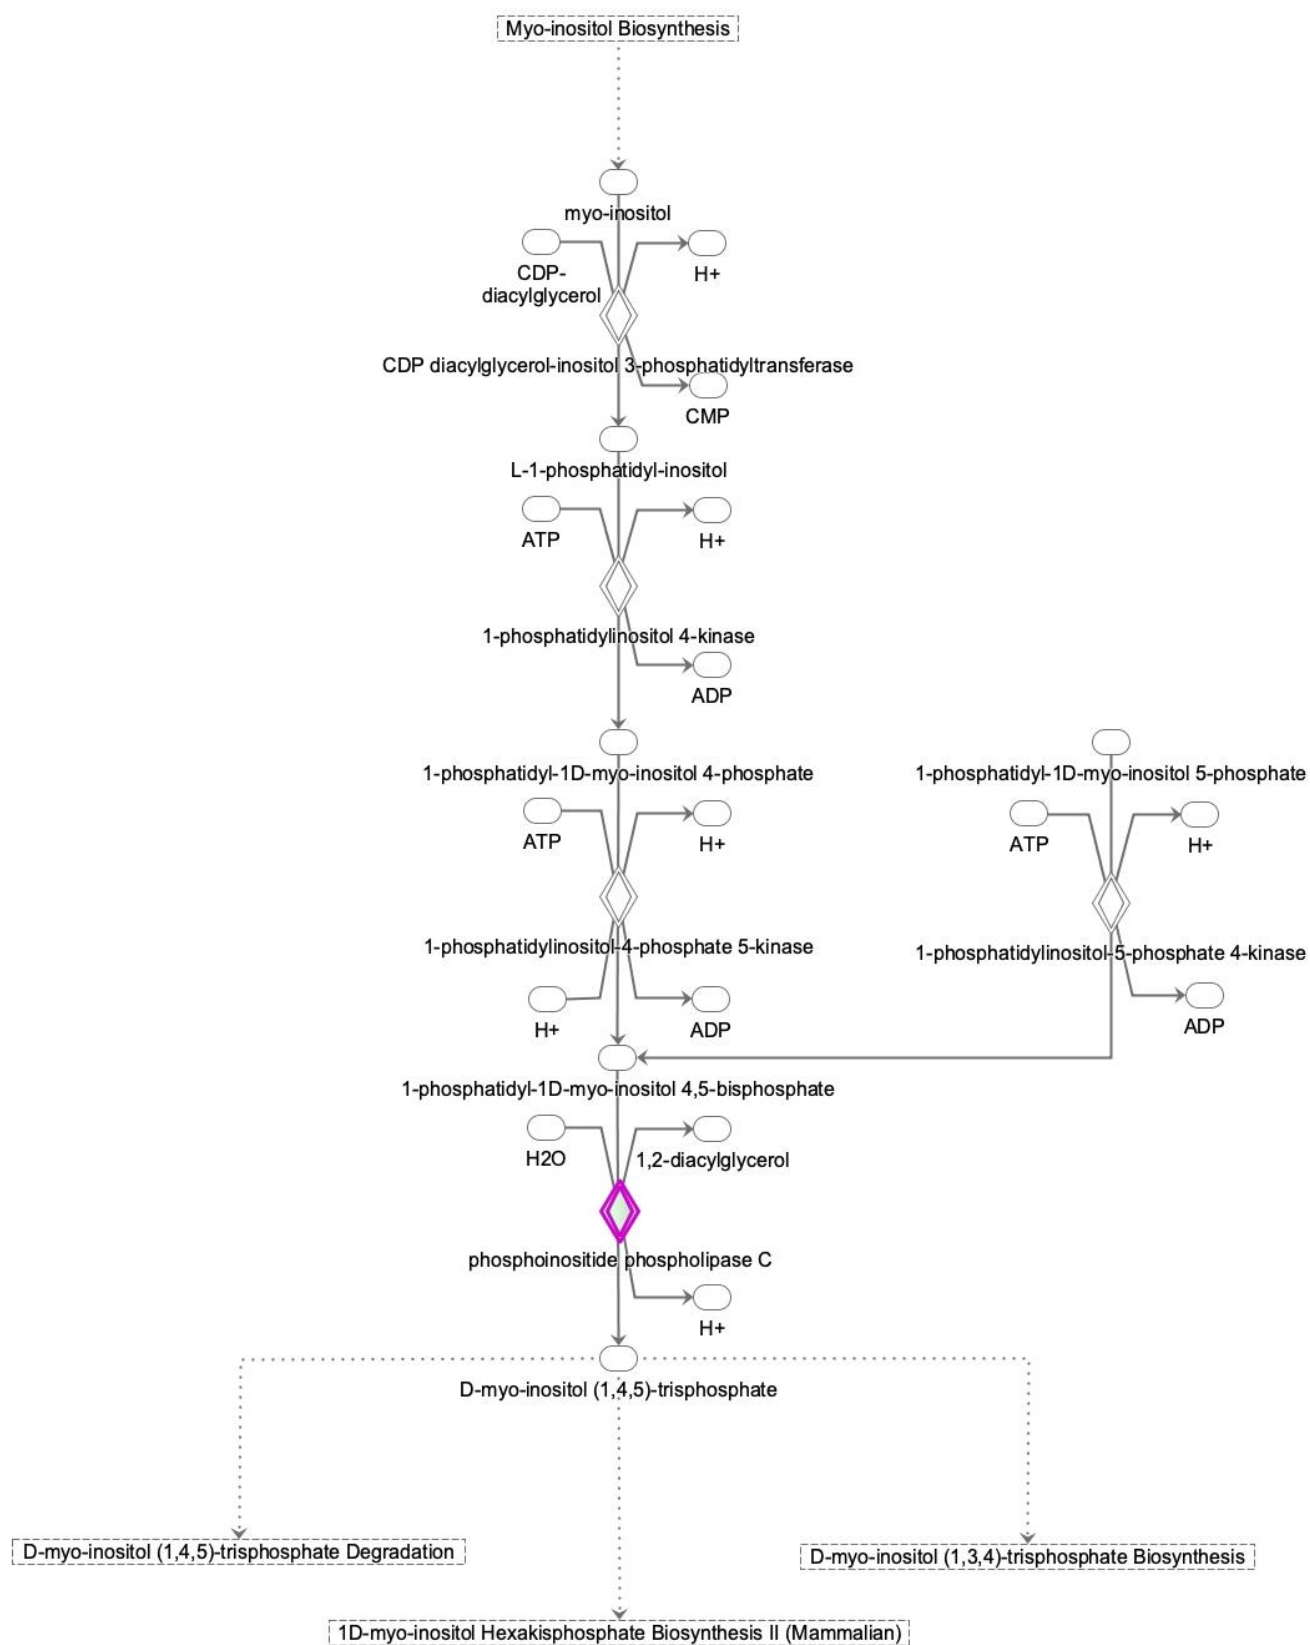 Myo-inositol Biosynthesis
myo-inositol
CDP-
diacylglycerol
H+
CDP diacylglycerol-inositol 3-phosphatidyltransferase
CMP
L-1-phosphatidyl-inositol
ATP
H+
1-phosphatidylinositol 4-kinase
ADP
1-phosphatidyl-1D-myo-inositol 4-phosphate
1-phosphatidyl-1D-myo-inositol 5-phosphate
ATP
H+
ATP
H+
1-phosphatidylinositol-4-phosphate 5-kinase
1-phosphatidylinositol-5-phosphate 4-kinase
H+
ADP
ADP
1-phosphatidyl-1D-myo-inositol 4,5-bisphosphate
H2O
1,2-diacylglycerol
phosphoinositide phospholipase C
H+
D-myo-inositol (1,4,5)-trisphosphate
D-myo-inositol (1,4,5)-trisphosphate Degradation
D-myo-inositol (1,3,4)-trisphosphate Biosynthesis
1D-myo-inositol Hexakisphosphate Biosynthesis II (Mammalian)